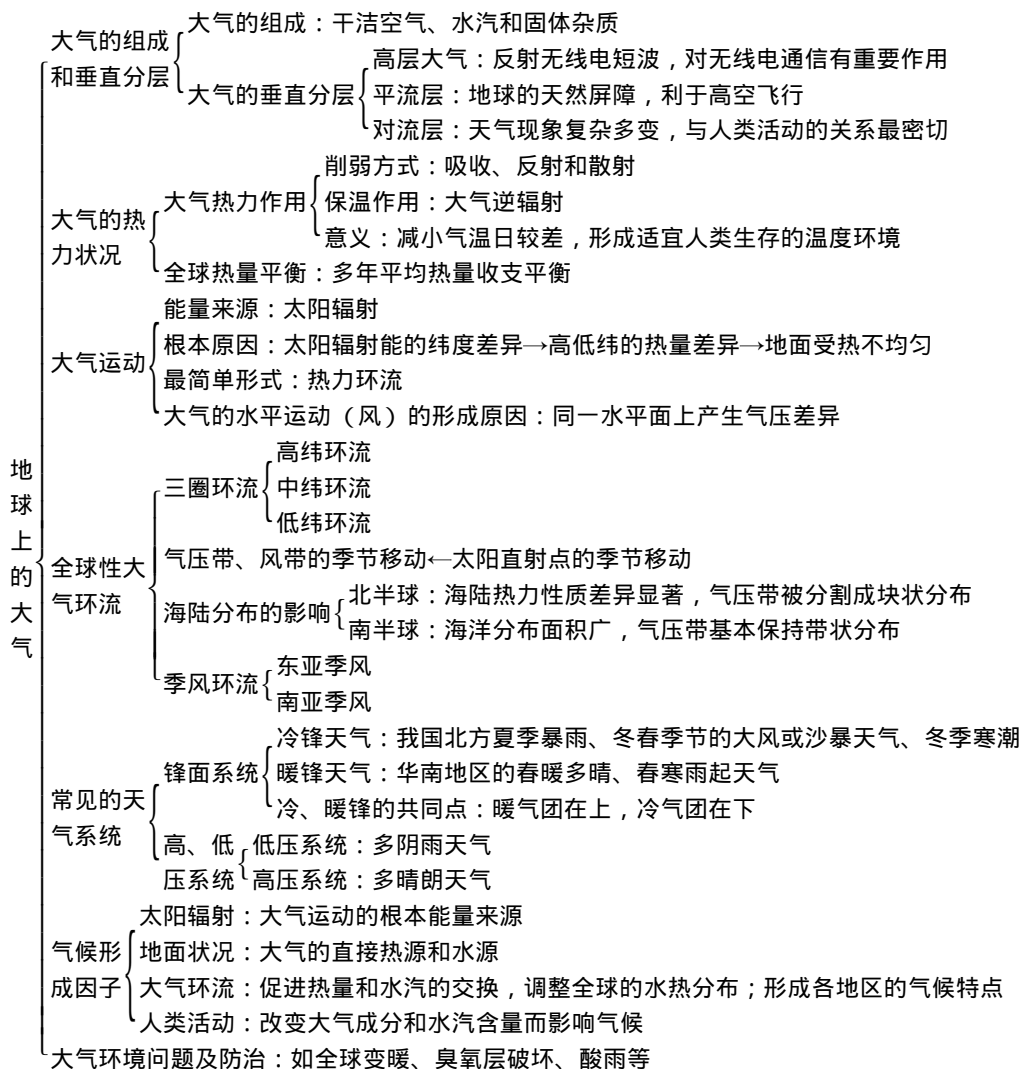 地球上的大气
大气的组成
和垂直分层
大气的组成：干洁空气、水汽和固体杂质
大气的垂直分层
高层大气：反射无线电短波，对无线电通信有重要作用
平流层：地球的天然屏障，利于高空飞行
对流层：天气现象复杂多变，与人类活动的关系最密切
大气的热
力状况
大气热力作用
削弱方式：吸收、反射和散射
保温作用：大气逆辐射
意义：减小气温日较差，形成适宜人类生存的温度环境
全球热量平衡：多年平均热量收支平衡
大气运动
能量来源：太阳辐射
根本原因：太阳辐射能的纬度差异→高低纬的热量差异→地面受热不均匀
最简单形式：热力环流
大气的水平运动（风）的形成原因：同一水平面上产生气压差异
全球性大
气环流
三圈环流
高纬环流
中纬环流
低纬环流
气压带、风带的季节移动←太阳直射点的季节移动
海陆分布的影响
北半球：海陆热力性质差异显著，气压带被分割成块状分布
南半球：海洋分布面积广，气压带基本保持带状分布
季风环流
东亚季风
南亚季风
常见的天
气系统
锋面系统
冷锋天气：我国北方夏季暴雨、冬春季节的大风或沙暴天气、冬季寒潮
暖锋天气：华南地区的春暖多晴、春寒雨起天气
冷、暖锋的共同点：暖气团在上，冷气团在下
高、低
压系统
低压系统：多阴雨天气
高压系统：多晴朗天气
气候形
成因子
太阳辐射：大气运动的根本能量来源
地面状况：大气的直接热源和水源
大气环流：促进热量和水汽的交换，调整全球的水热分布；形成各地区的气候特点
人类活动：改变大气成分和水汽含量而影响气候
大气环境问题及防治：如全球变暖、臭氧层破坏、酸雨等